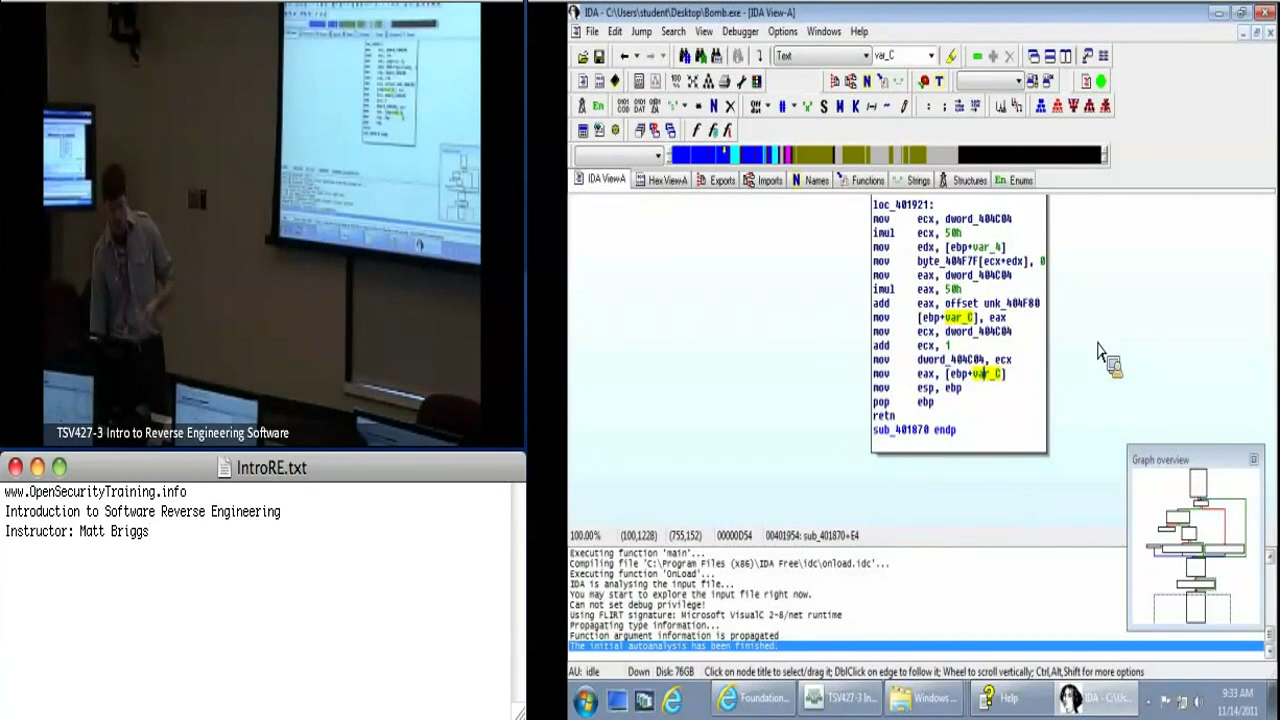 TSV427-3 Intro to Reverse Engineering Software
IntroRE.txt
www.OpenSecurityTraining.info
Introduction to Software Reverse Engineering
Instructor: Matt Briggs
IDA - C:\Users\student\Desktop\Bomb.exe - [IDA View-A]
File Edit Jump Search View Debugger Options Windows Help
Text var_C
IDA View-A Hex View-A Exports Imports N Names Functions Strings Structures En Enums
loc_401921:
mov ecx, dword_404C04
imul ecx, 50h
mov edx, [ebp+var_4]
mov byte_404F7F[ecx+edx], 0
mov eax, dword_404C04
imul eax, 50h
add eax, offset unk_404F80
mov [ebp+var_C], eax
mov ecx, dword_404C04
add ecx, 1
mov dword_404C04, ecx
mov eax, [ebp+var_C]
mov esp, ebp
pop ebp
retn
sub_401870 endp
Graph overview
100.00% (100,1228) (755,152) 00000D54 00401954: sub_401870+E4
Executing function 'main'...
Compiling file 'C:\Program Files (x86)\IDA Free\idc\onload.idc'...
Executing function 'OnLoad'...
IDA is analysing the input file...
You may start to explore the input file right now.
Can not set debug privilege!
Using FLIRT signature: Microsoft VisualC 2-8/net runtime
Propagating type information...
Function argument information is propagated
The initial autoanalysis has been finished.
AU: idle Down Disk: 76GB Click on node title to select/drag it; DblClick on edge to follow it; Wheel to scroll vertically; Ctrl,Alt,Shift for more options
Foundation... TSV427-3 In... Windows... Help IDA - C:\Us... 9:33 AM
11/14/2011